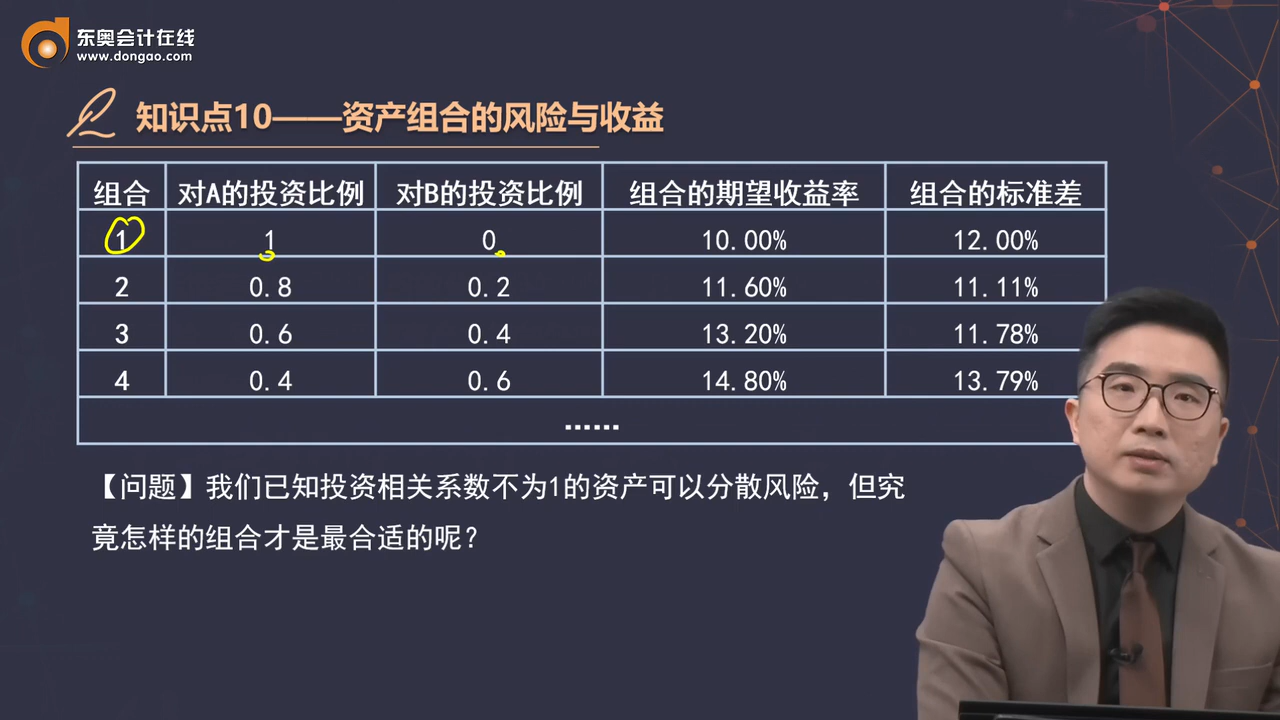 东奥会计在线
www.dongao.com
知识点10——资产组合的风险与收益
组合 对A的投资比例 对B的投资比例 组合的期望收益率 组合的标准差
1 1 0 10.00% 12.00%
2 0.8 0.2 11.60% 11.11%
3 0.6 0.4 13.20% 11.78%
4 0.4 0.6 14.80% 13.79%
……
【问题】我们已知投资相关系数不为1的资产可以分散风险，但究
竟怎样的组合才是最合适的呢？